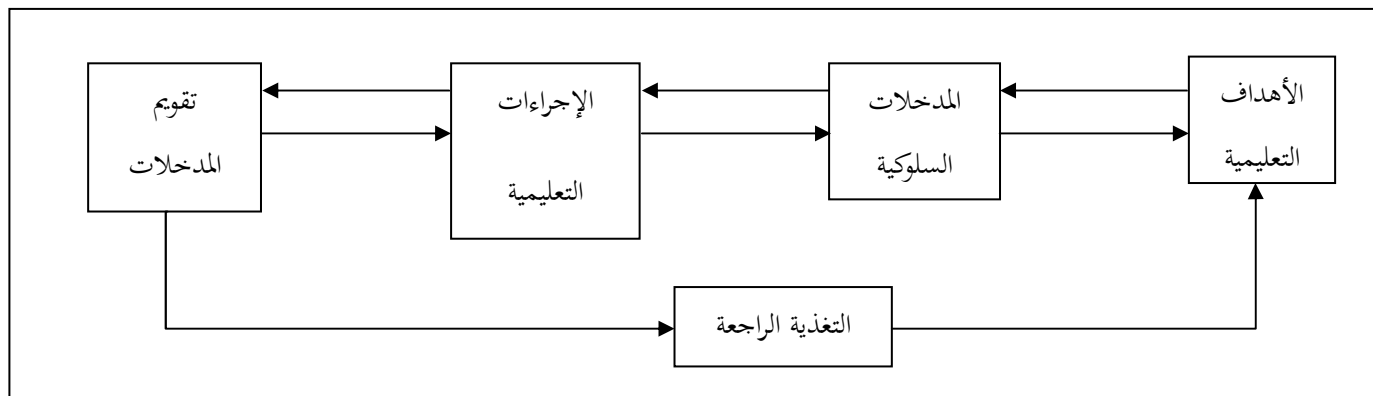 الأهداف
التعليمية
المدخلات
السلوكية
الإجراءات
التعليمية
تقويم
المدخلات
التغذية الراجعة